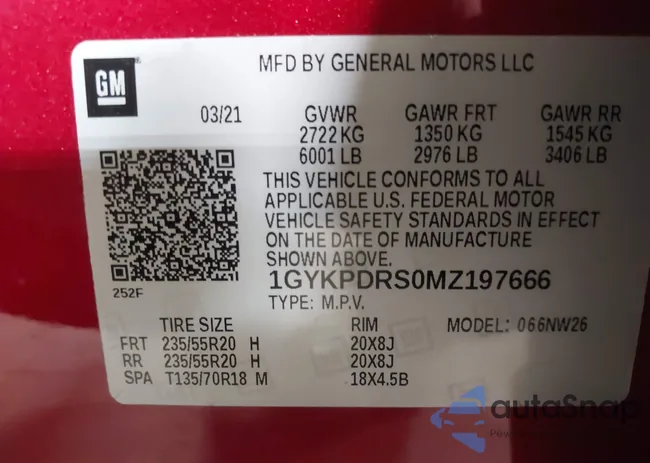 GM
MFD BY GENERAL MOTORS LLC
03/21 GVWR GAWR FRT GAWR RR
2722 KG 1350 KG 1545 KG
6001 LB 2976 LB 3406 LB
THIS VEHICLE CONFORMS TO ALL
APPLICABLE U.S. FEDERAL MOTOR
VEHICLE SAFETY STANDARDS IN EFFECT
ON THE DATE OF MANUFACTURE
SHOWN ABOVE.
1GYKPDRS0MZ197666
TYPE: M.P.V.
252F
TIRE SIZE RIM MODEL: 066NW26
FRT 235/55R20 H 20X8J
RR 235/55R20 H 20X8J
SPA T135/70R18 M 18X4.5B
autoSnap
Powered